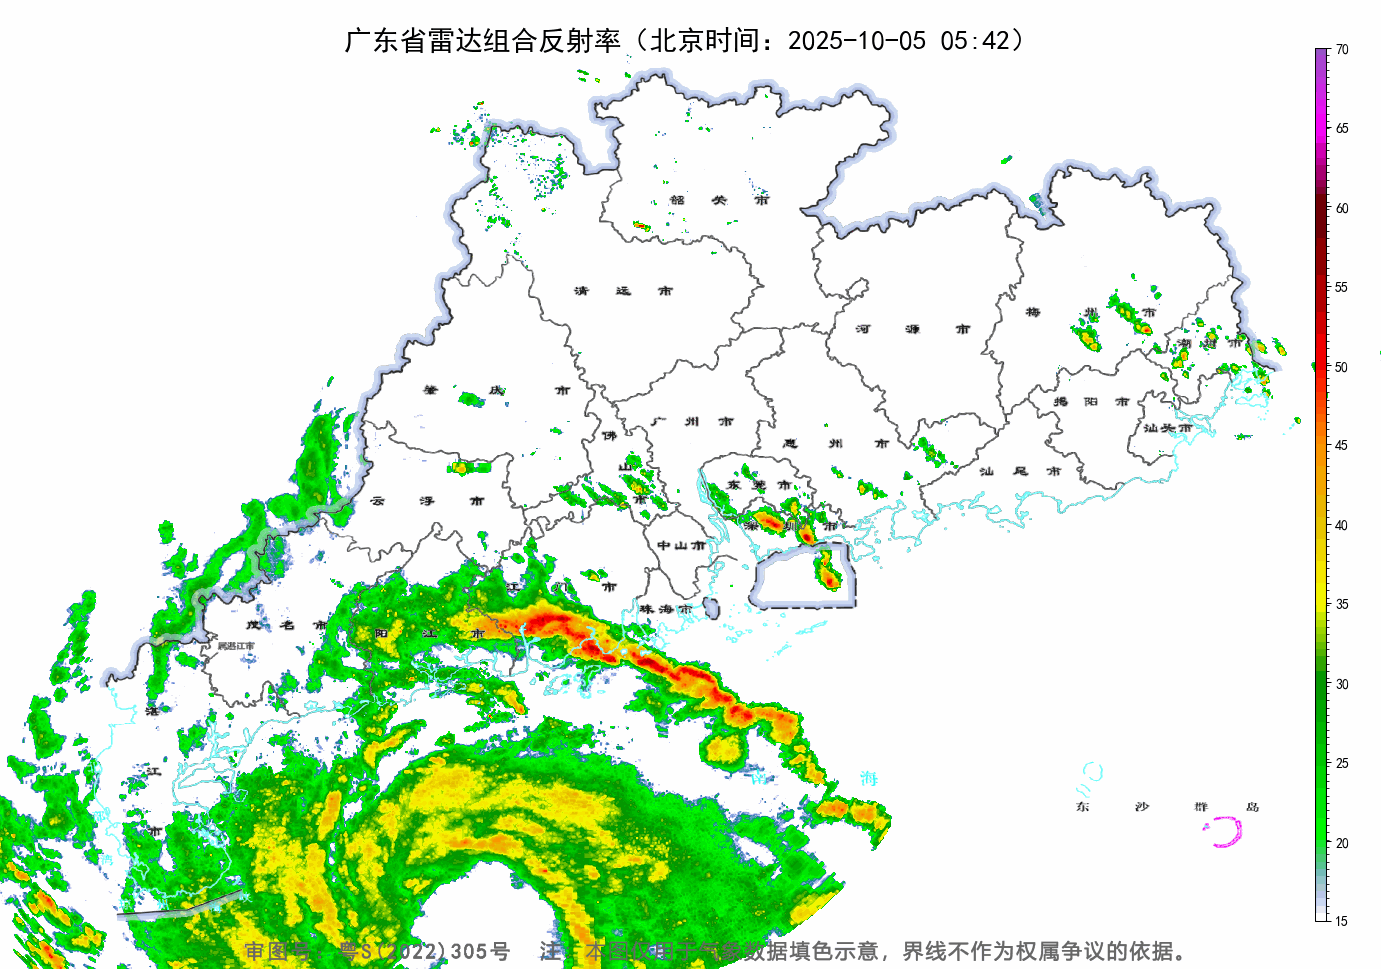 广东省雷达组合反射率（北京时间：2025-10-05 05:42）
70
65
60
55
50
45
40
35
30
25
20
15
韶关市
清远市
河源市
梅州市
潮州市
肇庆市
广州市
佛山市
惠州市
揭阳市
汕头市
汕尾市
云浮市
东莞市
深圳市
中山市
江门市
珠海市
茂名市
阳江市
属湛江市
湛江市
南海
东沙群岛
湾
审图号：粤S(2022)305号 注：本图仅用于气象数据填色示意，界线不作为权属争议的依据。